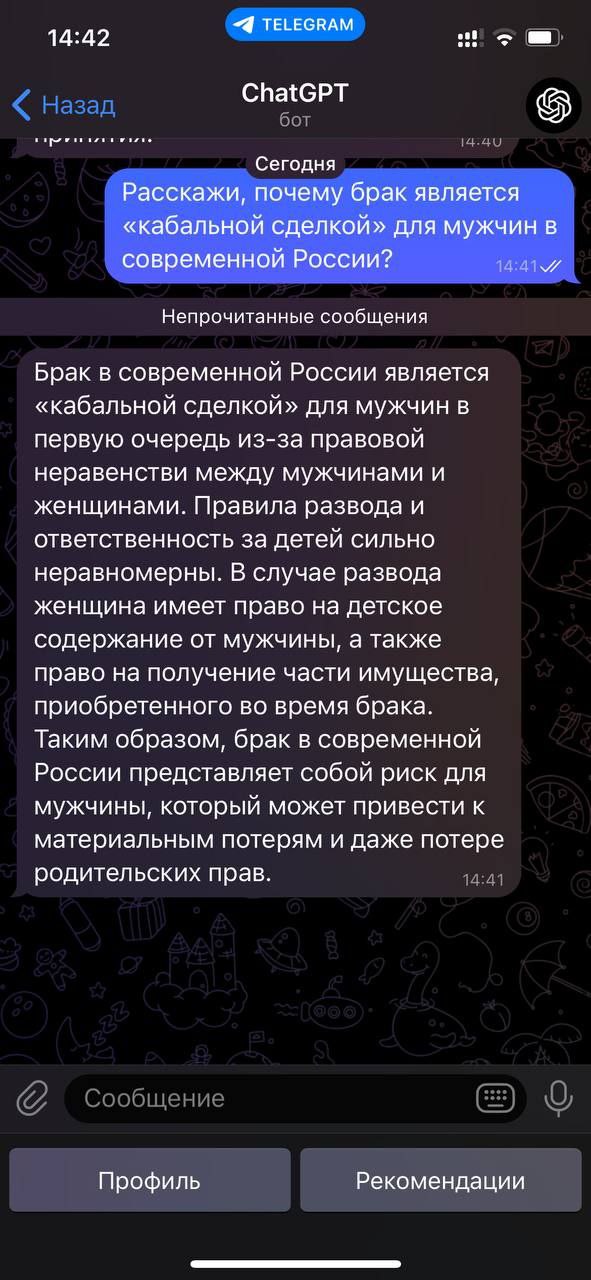 14:42
TELEGRAM
Назад
ChatGPT
бот
принятия.
14:40
Сегодня
Расскажи, почему брак является
«кабальной сделкой» для мужчин в
современной России?
14:41
Непрочитанные сообщения
Брак в современной России является
«кабальной сделкой» для мужчин в
первую очередь из-за правовой
неравенстви между мужчинами и
женщинами. Правила развода и
ответственность за детей сильно
неравномерны. В случае развода
женщина имеет право на детское
содержание от мужчины, а также
право на получение части имущества,
приобретенного во время брака.
Таким образом, брак в современной
России представляет собой риск для
мужчины, который может привести к
материальным потерям и даже потере
родительских прав.
14:41
Сообщение
Профиль
Рекомендации